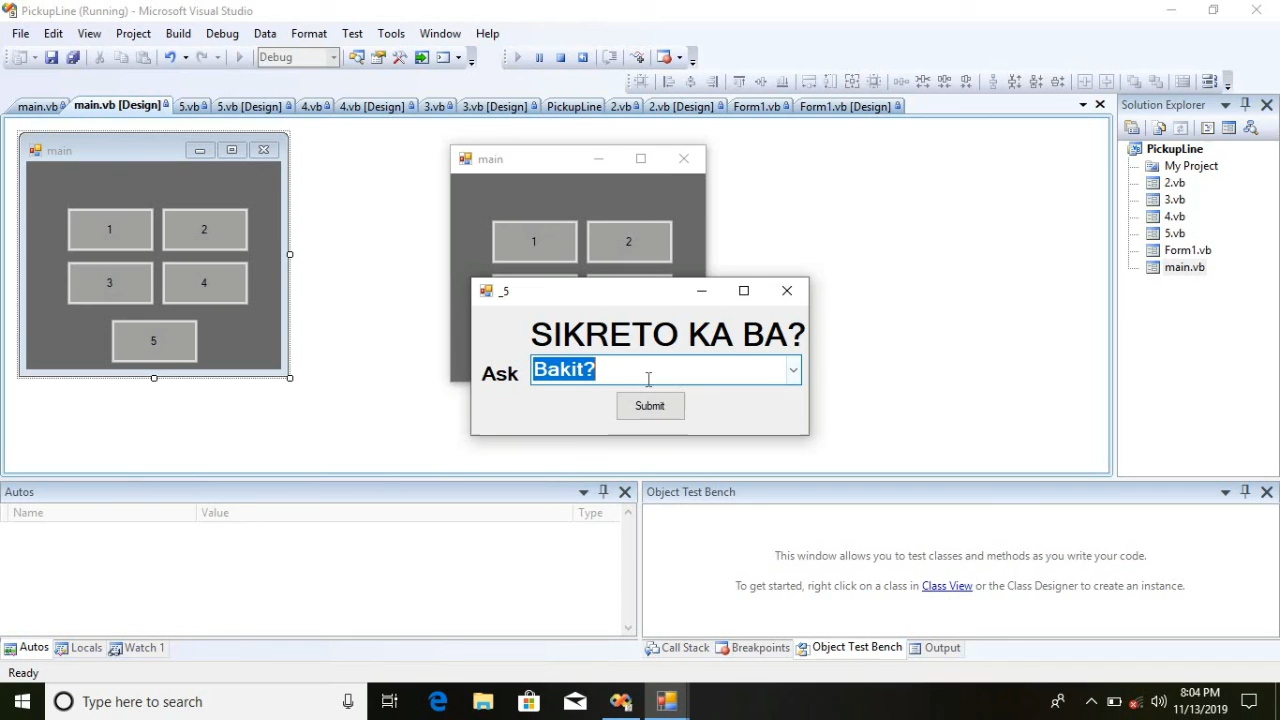 PickupLine (Running) - Microsoft Visual Studio
File Edit View Project Build Debug Data Format Test Tools Window Help
Debug
main.vb main.vb [Design] 5.vb 5.vb [Design] 4.vb 4.vb [Design] 3.vb 3.vb [Design] PickupLine 2.vb 2.vb [Design] Form1.vb Form1.vb [Design]
Solution Explorer
PickupLine
My Project
2.vb
3.vb
4.vb
5.vb
Form1.vb
main.vb
main
1 2
3 4
5
main
1 2
_5
SIKRETO KA BA?
Ask Bakit?
Submit
Autos
Name Value Type
Object Test Bench
This window allows you to test classes and methods as you write your code.
To get started, right click on a class in Class View or the Class Designer to create an instance.
Autos Locals Watch 1
Call Stack Breakpoints Object Test Bench Output
Ready
Type here to search
8:04 PM
11/13/2019